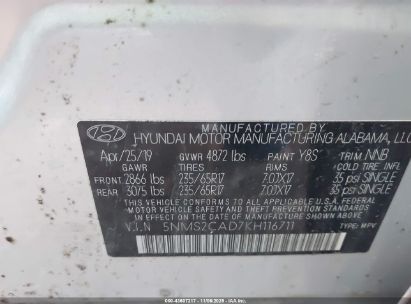 MANUFACTURED BY
HYUNDAI MOTOR MANUFACTURING ALABAMA, LLC
Apr/25/19 GVWR 4872 lbs PAINT Y8S TRIM NNB
GAWR TIRES RIMS COLD TIRE INFL
FRONT 2866 lbs 235/65R17 7.0JX17 35 psi SINGLE
REAR 3075 lbs 235/65R17 7.0JX17 35 psi SINGLE
THIS VEHICLE CONFORMS TO ALL APPLICABLE
U.S. FEDERAL MOTOR VEHICLE SAFETY AND
THEFT PREVENTION STANDARDS
IN EFFECT ON THE DATE OF MANUFACTURE SHOWN ABOVE
V.I.N 5NMS2CAD7KH116711 TYPE: MPV